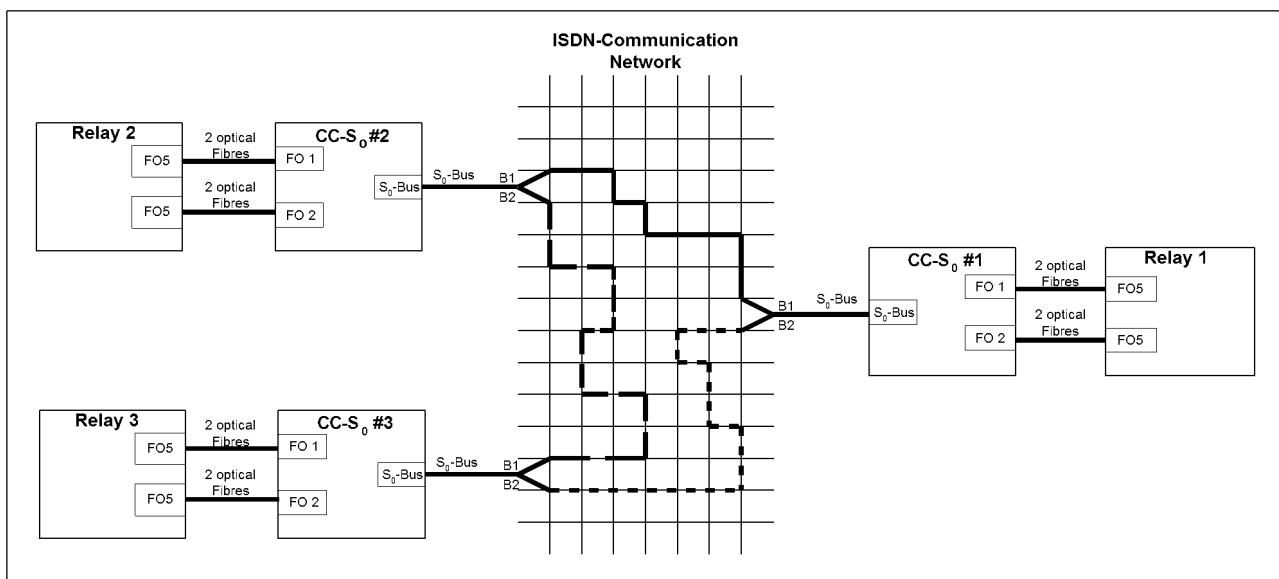 ISDN-Communication
Network
Relay 2
FO5
FO5
2 optical
Fibres
2 optical
Fibres
CC-S₀#2
FO 1
FO 2
S₀-Bus
S₀-Bus
B1
B2
CC-S₀ #1
FO 1
FO 2
S₀-Bus
B1
B2
S₀-Bus
2 optical
Fibres
2 optical
Fibres
Relay 1
FO5
FO5
Relay 3
FO5
FO5
2 optical
Fibres
2 optical
Fibres
CC-S₀ #3
FO 1
FO 2
S₀-Bus
S₀-Bus
B1
B2